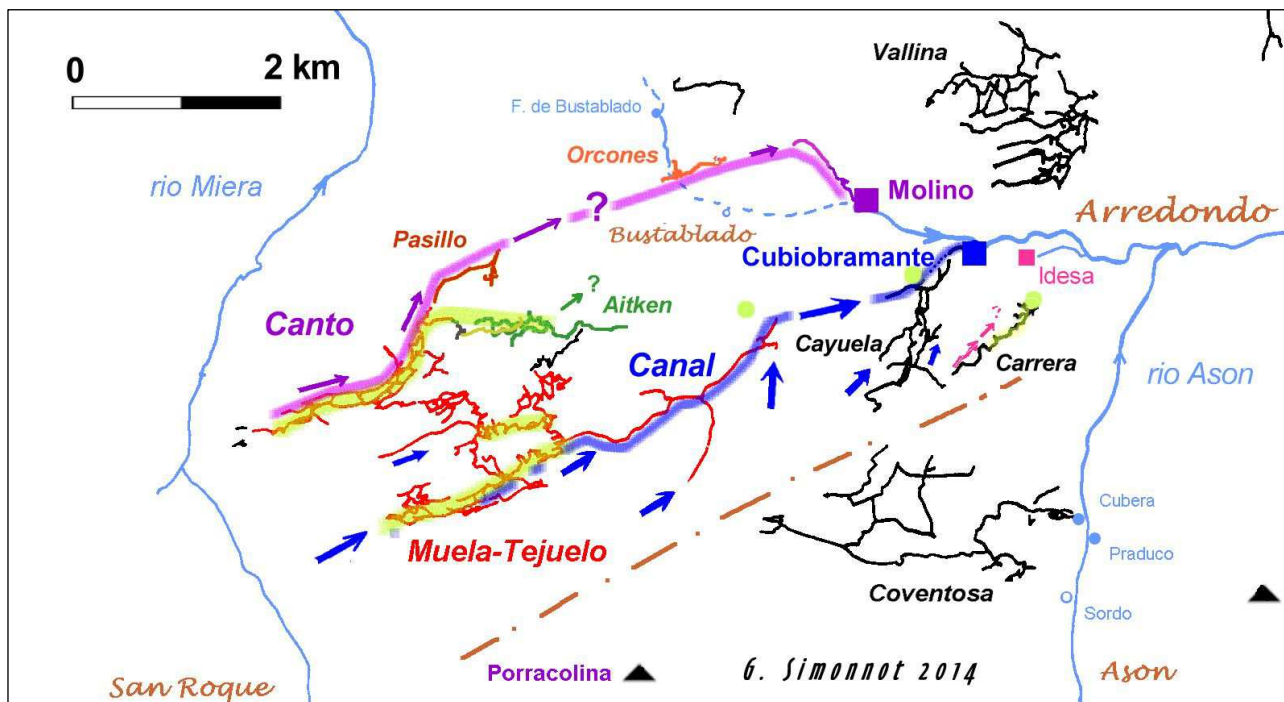 0 2 km
Vallina
F. de Bustablado
Orcones
rio Miera
Molino
?
Arredondo
Pasillo
Bustablado
Cubiobramante
Idesa
?
Aitken
Canto
Canal
Cayuela
?
Carrera
rio Ason
Cubera
Muela-Tejuelo
Praduco
Coventosa
Sordo
Porracolina
G. Simonnot 2014
San Roque
Ason